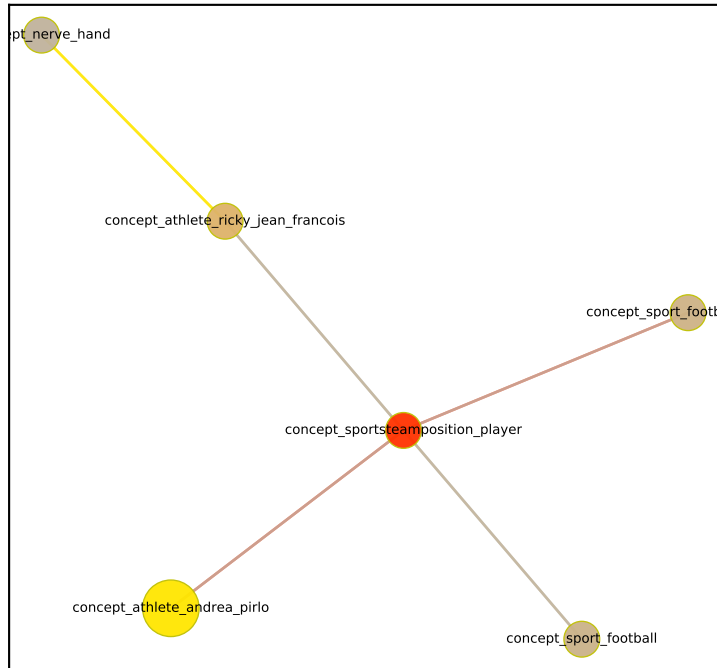 ept_nerve_hand
concept_athlete_ricky_jean_francois
concept_sport_footb
concept_sportsteamposition_player
concept_athlete_andrea_pirlo
concept_sport_football